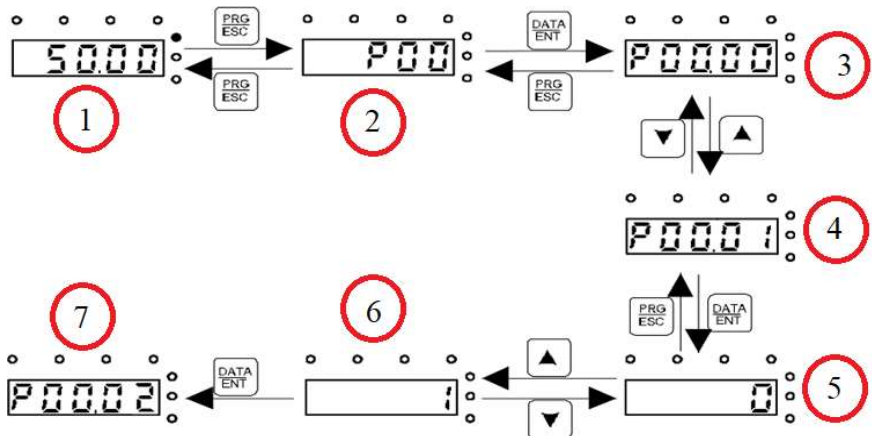 PRG
ESC
50.00
PRG
ESC
1
P00
2
DATA
ENT
PRG
ESC
P00.00
3
P00.01
4
PRG
ESC
DATA
ENT
0
5
1
6
DATA
ENT
P00.02
7